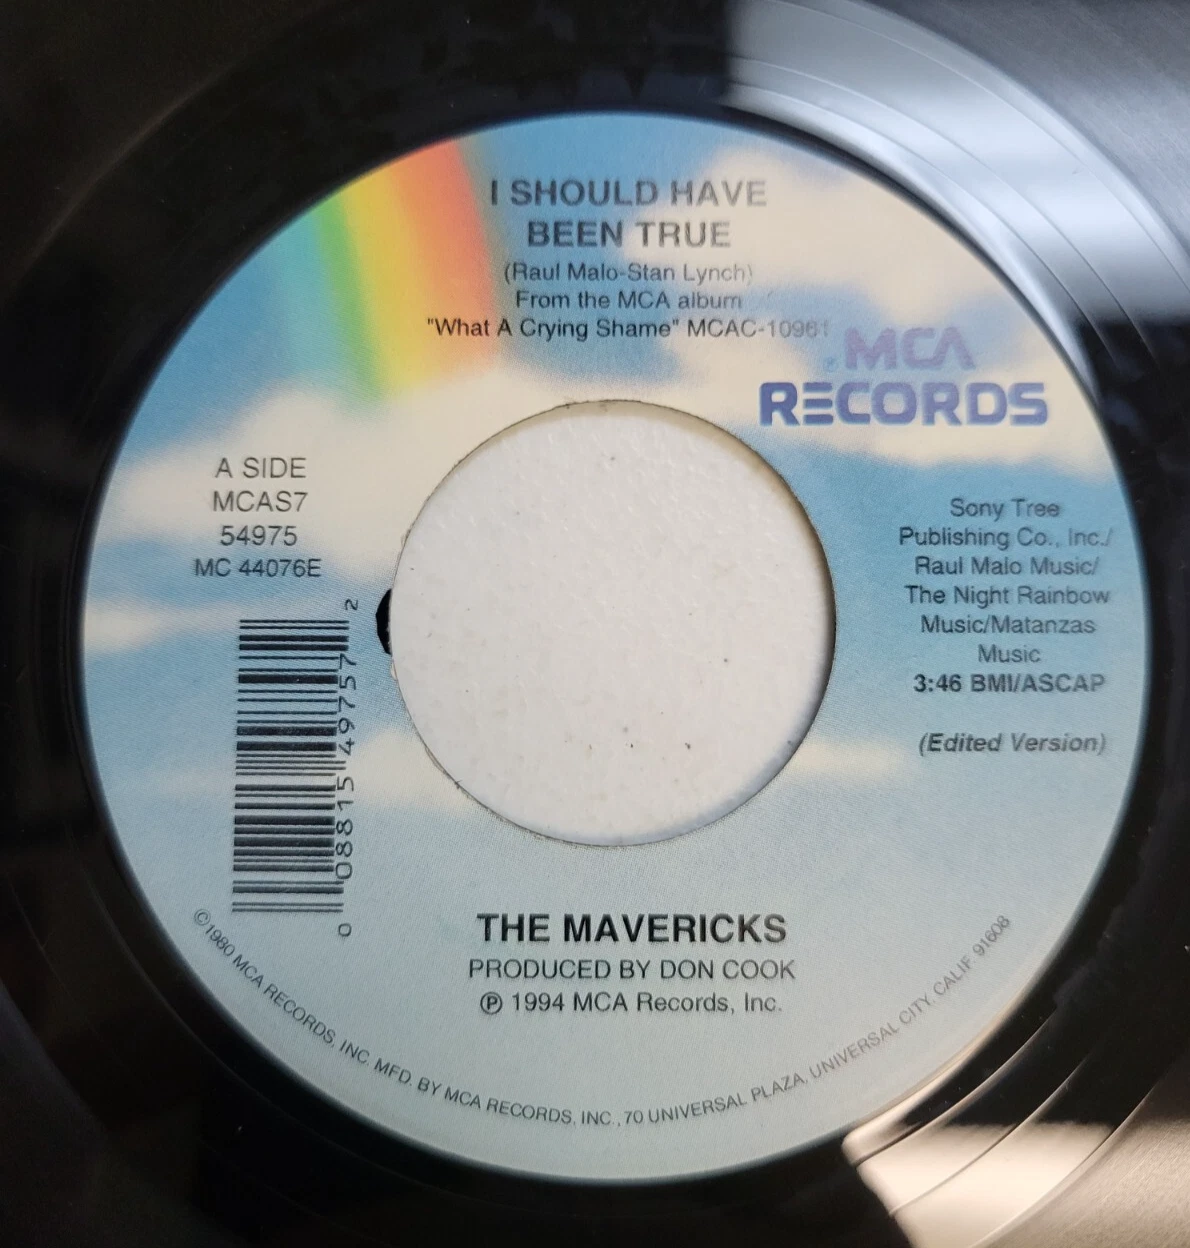 I SHOULD HAVE
BEEN TRUE
(Raul Malo-Stan Lynch)
From the MCA album
"What A Crying Shame" MCAC-10961
MCA
RECORDS
A SIDE
MCAS7
54975
MC 44076E
0 08815 49757 2
Sony Tree
Publishing Co., Inc./
Raul Malo Music/
The Night Rainbow
Music/Matanzas
Music
3:46 BMI/ASCAP
(Edited Version)
THE MAVERICKS
PRODUCED BY DON COOK
℗ 1994 MCA Records, Inc.
©1980 MCA RECORDS, INC. MFD. BY MCA RECORDS, INC., 70 UNIVERSAL PLAZA, UNIVERSAL CITY, CALIF 91608